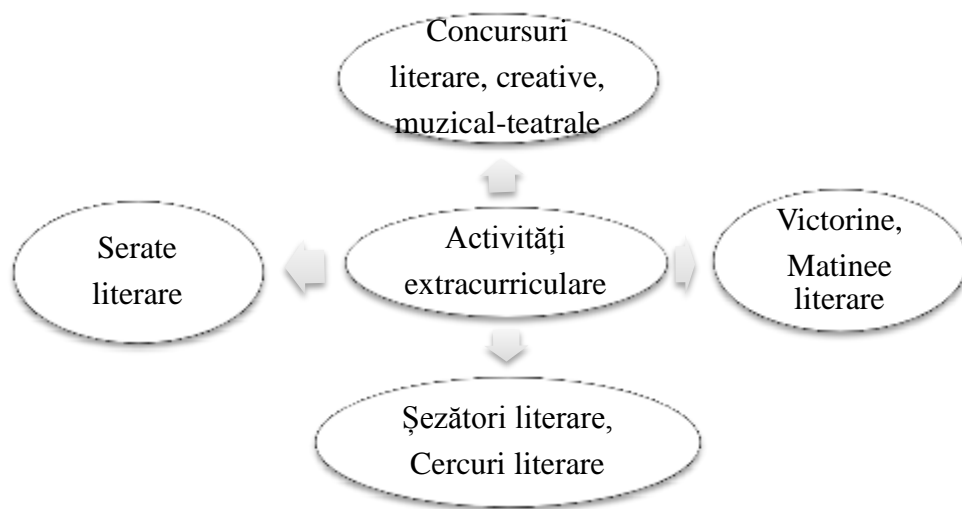 Concursuri
literare, creative,
muzical-teatrale
Serate
literare
Activități
extracurriculare
Victorine,
Matinee
literare
Șezători literare,
Cercuri literare